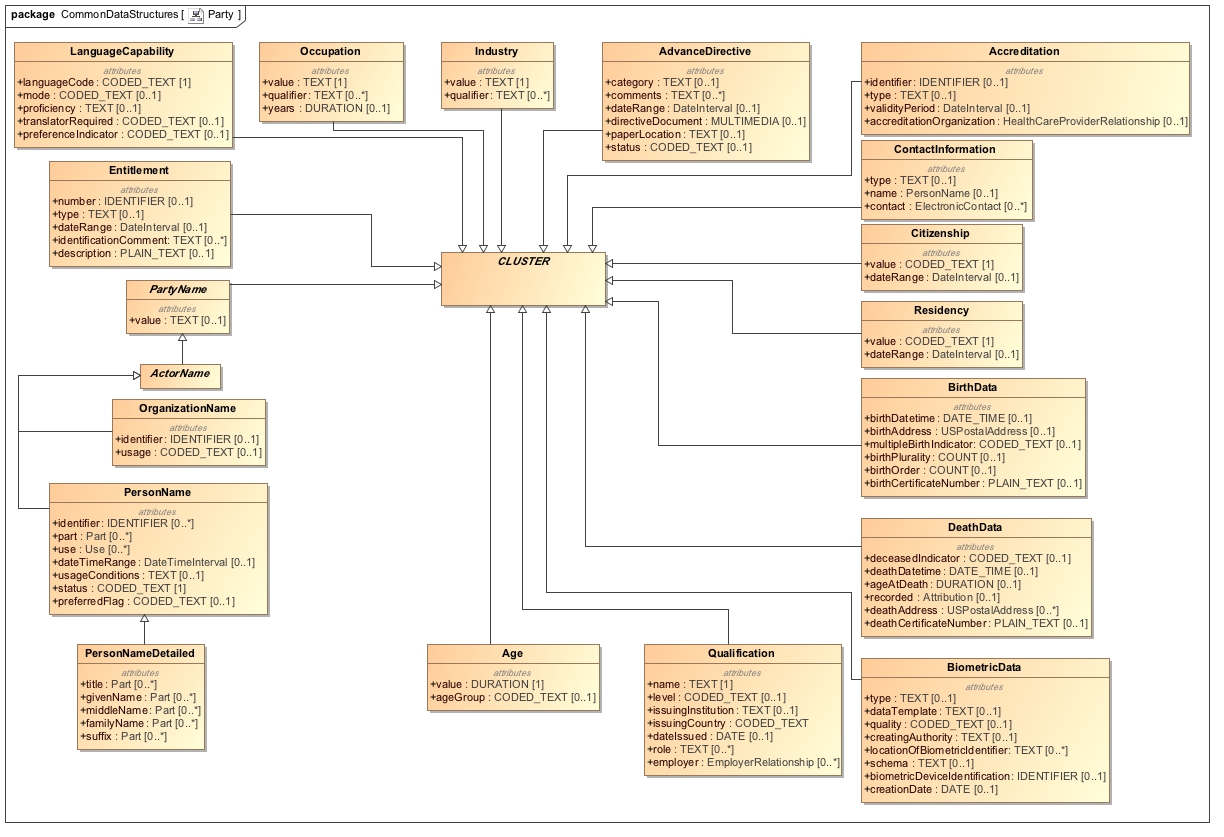 package CommonDataStructures [ Party ]
LanguageCapability
attributes
+languageCode : CODED_TEXT [1]
+mode : CODED_TEXT [0..1]
+proficiency : TEXT [0..1]
+translatorRequired : CODED_TEXT [0..1]
+preferenceIndicator : CODED_TEXT [0..1]
Occupation
attributes
+value : TEXT [1]
+qualifier : TEXT [0..*]
+years : DURATION [0..1]
Industry
attributes
+value : TEXT [1]
+qualifier : TEXT [0..*]
AdvanceDirective
attributes
+category : TEXT [0..1]
+comments : TEXT [0..*]
+dateRange : DateInterval [0..1]
+directiveDocument : MULTIMEDIA [0..1]
+paperLocation : TEXT [0..1]
+status : CODED_TEXT [0..1]
Accreditation
attributes
+identifier : IDENTIFIER [0..1]
+type : TEXT [0..1]
+validityPeriod : DateInterval [0..1]
+accreditationOrganization : HealthCareProviderRelationship [0..1]
ContactInformation
attributes
+type : TEXT [0..1]
+name : PersonName [0..1]
+contact : ElectronicContact [0..*]
Entitlement
attributes
+number : IDENTIFIER [0..1]
+type : TEXT [0..1]
+dateRange : DateInterval [0..1]
+identificationComment : TEXT [0..*]
+description : PLAIN_TEXT [0..1]
Citizenship
attributes
+value : CODED_TEXT [1]
+dateRange : DateInterval [0..1]
CLUSTER
PartyName
attributes
+value : TEXT [0..1]
Residency
attributes
+value : CODED_TEXT [1]
+dateRange : DateInterval [0..1]
ActorName
BirthData
attributes
+birthDatetime : DATE_TIME [0..1]
+birthAddress : USPostalAddress [0..1]
+multipleBirthIndicator : CODED_TEXT [0..1]
+birthPlurality : COUNT [0..1]
+birthOrder : COUNT [0..1]
+birthCertificateNumber : PLAIN_TEXT [0..1]
OrganizationName
attributes
+identifier : IDENTIFIER [0..1]
+usage : CODED_TEXT [0..1]
PersonName
attributes
+identifier : IDENTIFIER [0..*]
+part : Part [0..*]
+use : Use [0..*]
+dateTimeRange : DateTimeInterval [0..1]
+usageConditions : TEXT [0..1]
+status : CODED_TEXT [1]
+preferredFlag : CODED_TEXT [0..1]
DeathData
attributes
+deceasedIndicator : CODED_TEXT [0..1]
+deathDatetime : DATE_TIME [0..1]
+ageAtDeath : DURATION [0..1]
+recorded : Attribution [0..1]
+deathAddress : USPostalAddress [0..*]
+deathCertificateNumber : PLAIN_TEXT [0..1]
PersonNameDetailed
attributes
+title : Part [0..*]
+givenName : Part [0..*]
+middleName : Part [0..*]
+familyName : Part [0..*]
+suffix : Part [0..*]
Age
attributes
+value : DURATION [1]
+ageGroup : CODED_TEXT [0..1]
Qualification
attributes
+name : TEXT [1]
+level : CODED_TEXT [0..1]
+issuingInstitution : TEXT [0..1]
+issuingCountry : CODED_TEXT
+dateIssued : DATE [0..1]
+role : TEXT [0..*]
+employer : EmployerRelationship [0..*]
BiometricData
attributes
+type : TEXT [0..1]
+dataTemplate : TEXT [0..1]
+quality : CODED_TEXT [0..1]
+creatingAuthority : TEXT [0..1]
+locationOfBiometricIdentifier : TEXT [0..*]
+schema : TEXT [0..1]
+biometricDeviceIdentification : IDENTIFIER [0..1]
+creationDate : DATE [0..1]